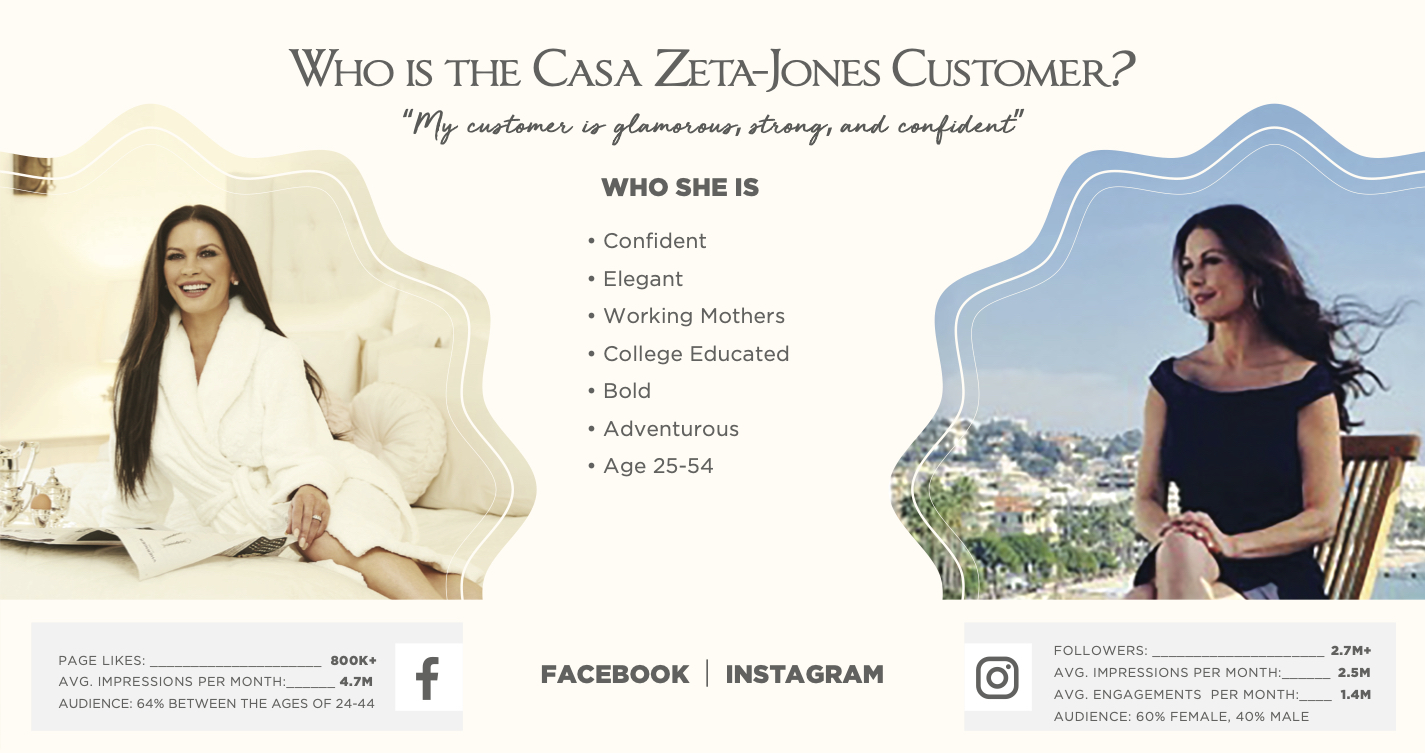 WHO IS THE CASA ZETA-JONES CUSTOMER?
"My customer is glamorous, strong, and confident"
WHO SHE IS
• Confident
• Elegant
• Working Mothers
• College Educated
• Bold
• Adventurous
• Age 25-54
PAGE LIKES: _____________________ 800K+
AVG. IMPRESSIONS PER MONTH:______ 4.7M
AUDIENCE: 64% BETWEEN THE AGES OF 24-44
FACEBOOK | INSTAGRAM
FOLLOWERS: _____________________ 2.7M+
AVG. IMPRESSIONS PER MONTH:______ 2.5M
AVG. ENGAGEMENTS PER MONTH:____ 1.4M
AUDIENCE: 60% FEMALE, 40% MALE